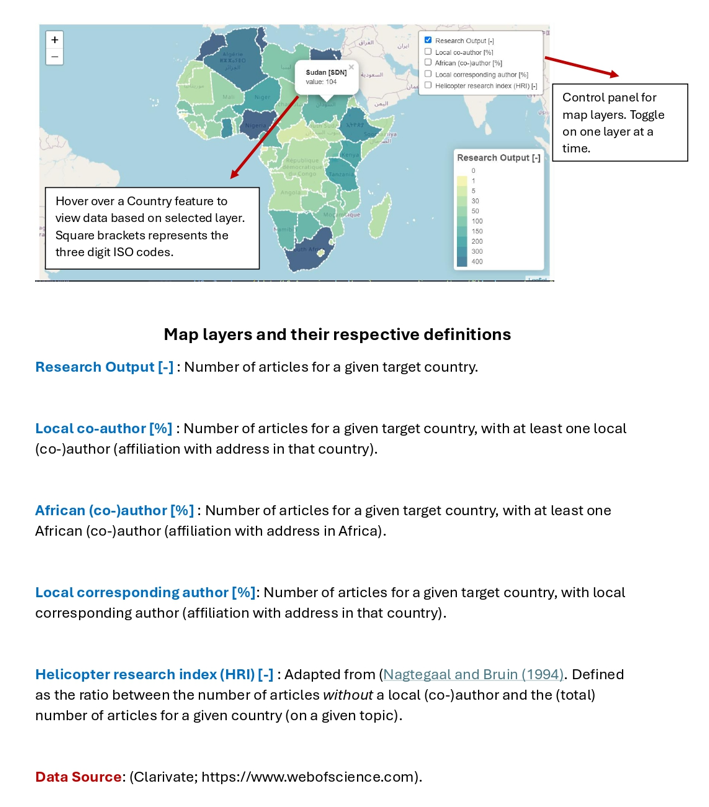 +
−
Sudan [SDN]
value: 104
×
Research Output [-]
Local co-author [%]
African (co-)author [%]
Local corresponding author [%]
Helicopter research index (HRI) [-]
Control panel for
map layers. Toggle
on one layer at a
time.
Hover over a Country feature to
view data based on selected layer.
Square brackets represents the
three digit ISO codes.
Research Output [-]
0
1
5
30
50
100
150
200
300
400
Map layers and their respective definitions
Research Output [-] : Number of articles for a given target country.
Local co-author [%] : Number of articles for a given target country, with at least one local
(co-)author (affiliation with address in that country).
African (co-)author [%] : Number of articles for a given target country, with at least one
African (co-)author (affiliation with address in Africa).
Local corresponding author [%]: Number of articles for a given target country, with local
corresponding author (affiliation with address in that country).
Helicopter research index (HRI) [-] : Adapted from (Nagtegaal and Bruin (1994). Defined
as the ratio between the number of articles without a local (co-)author and the (total)
number of articles for a given country (on a given topic).
Data Source: (Clarivate; https://www.webofscience.com).